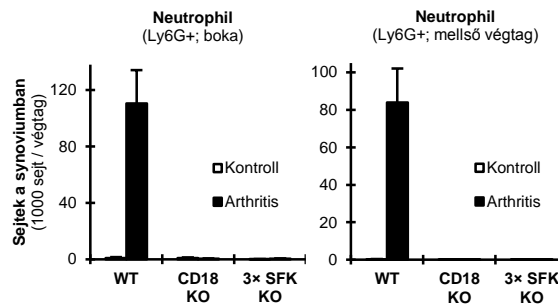 Neutrophil
(Ly6G+; boka)
Sejtek a synoviumban
(1000 sejt / végtag)
120
80
40
0
Kontroll
Arthritis
WT
CD18
KO
3× SFK
KO
Neutrophil
(Ly6G+; mellső végtag)
100
80
60
40
20
0
Kontroll
Arthritis
WT
CD18
KO
3× SFK
KO